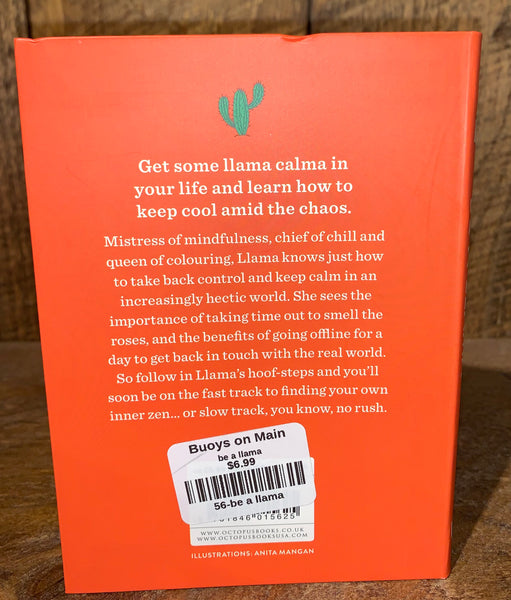 Get some llama calma in
your life and learn how to
keep cool amid the chaos.
Mistress of mindfulness, chief of chill and
queen of colouring, Llama knows just how
to take back control and keep calm in an
increasingly hectic world. She sees the
importance of taking time out to smell the
roses, and the benefits of going offline for a
day to get back in touch with the real world.
So follow in Llama's hoof-steps and you'll
soon be on the fast track to finding your own
inner zen... or slow track, you know, no rush.
Buoys on Main
be a llama
$6.99
56-be a llama
781846 015625
WWW.OCTOPUSBOOKS.CO.UK
WWW.OCTOPUSBOOKSUSA.COM
ILLUSTRATIONS: ANITA MANGAN